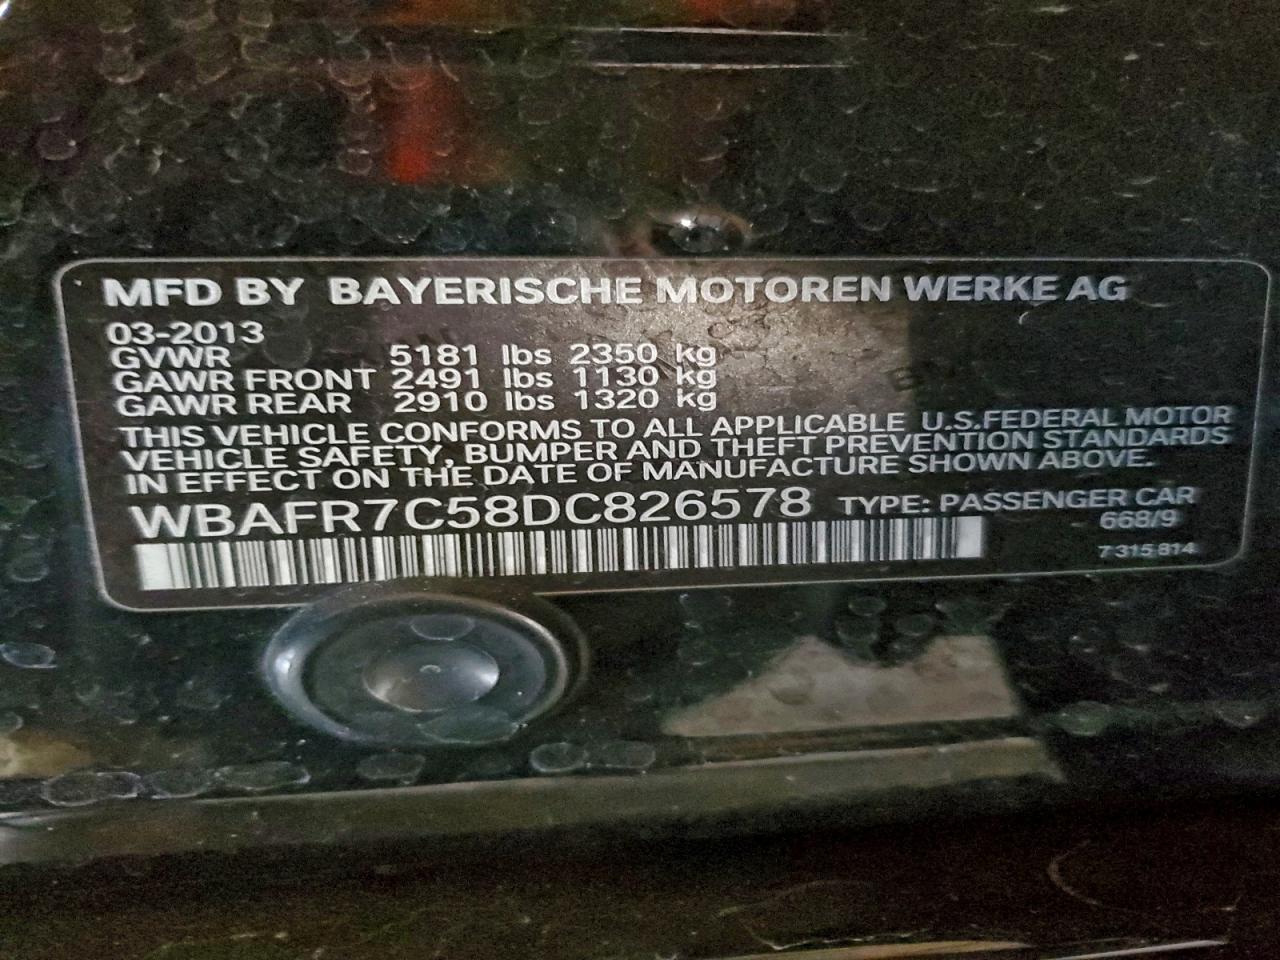 MFD BY BAYERISCHE MOTOREN WERKE AG
03-2013
GVWR 5181 lbs 2350 kg
GAWR FRONT 2491 lbs 1130 kg
GAWR REAR 2910 lbs 1320 kg
THIS VEHICLE CONFORMS TO ALL APPLICABLE U.S.FEDERAL MOTOR
VEHICLE SAFETY, BUMPER AND THEFT PREVENTION STANDARDS
IN EFFECT ON THE DATE OF MANUFACTURE SHOWN ABOVE.
WBAFR7C58DC826578 TYPE: PASSENGER CAR
668/9
7 315 814